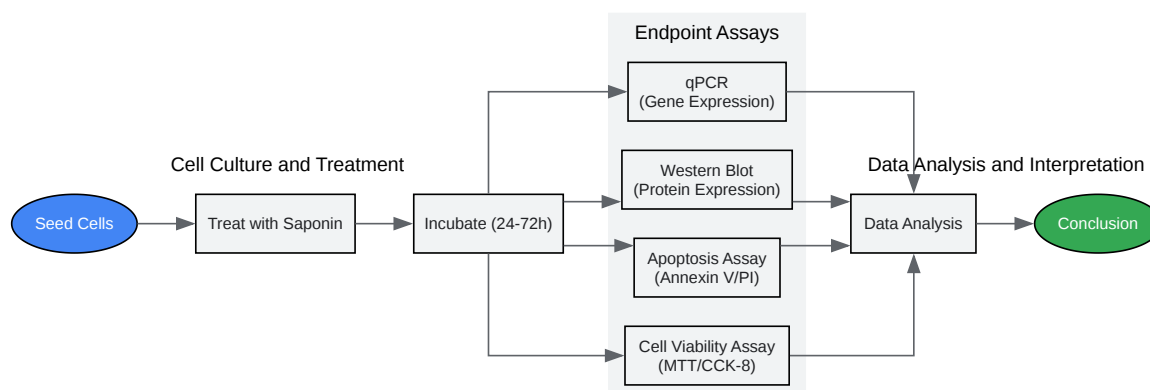 Endpoint Assays
qPCR
(Gene Expression)
Cell Culture and Treatment
Western Blot
(Protein Expression)
Data Analysis and Interpretation
Seed Cells
Treat with Saponin
Incubate (24-72h)
Data Analysis
Conclusion
Apoptosis Assay
(Annexin V/PI)
Cell Viability Assay
(MTT/CCK-8)